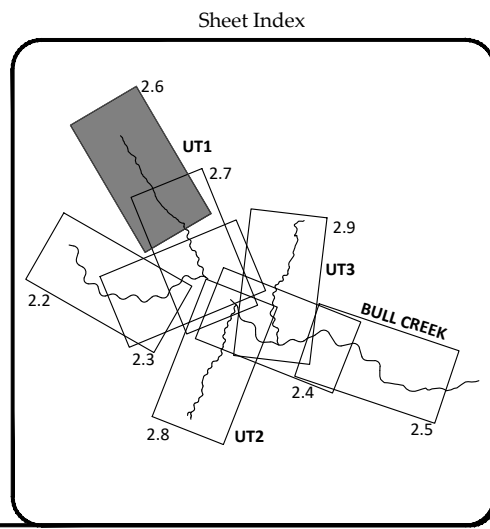 Sheet Index
2.6
UT1
2.7
2.9
UT3
2.2
BULL CREEK
2.3
2.4
2.8
UT2
2.5